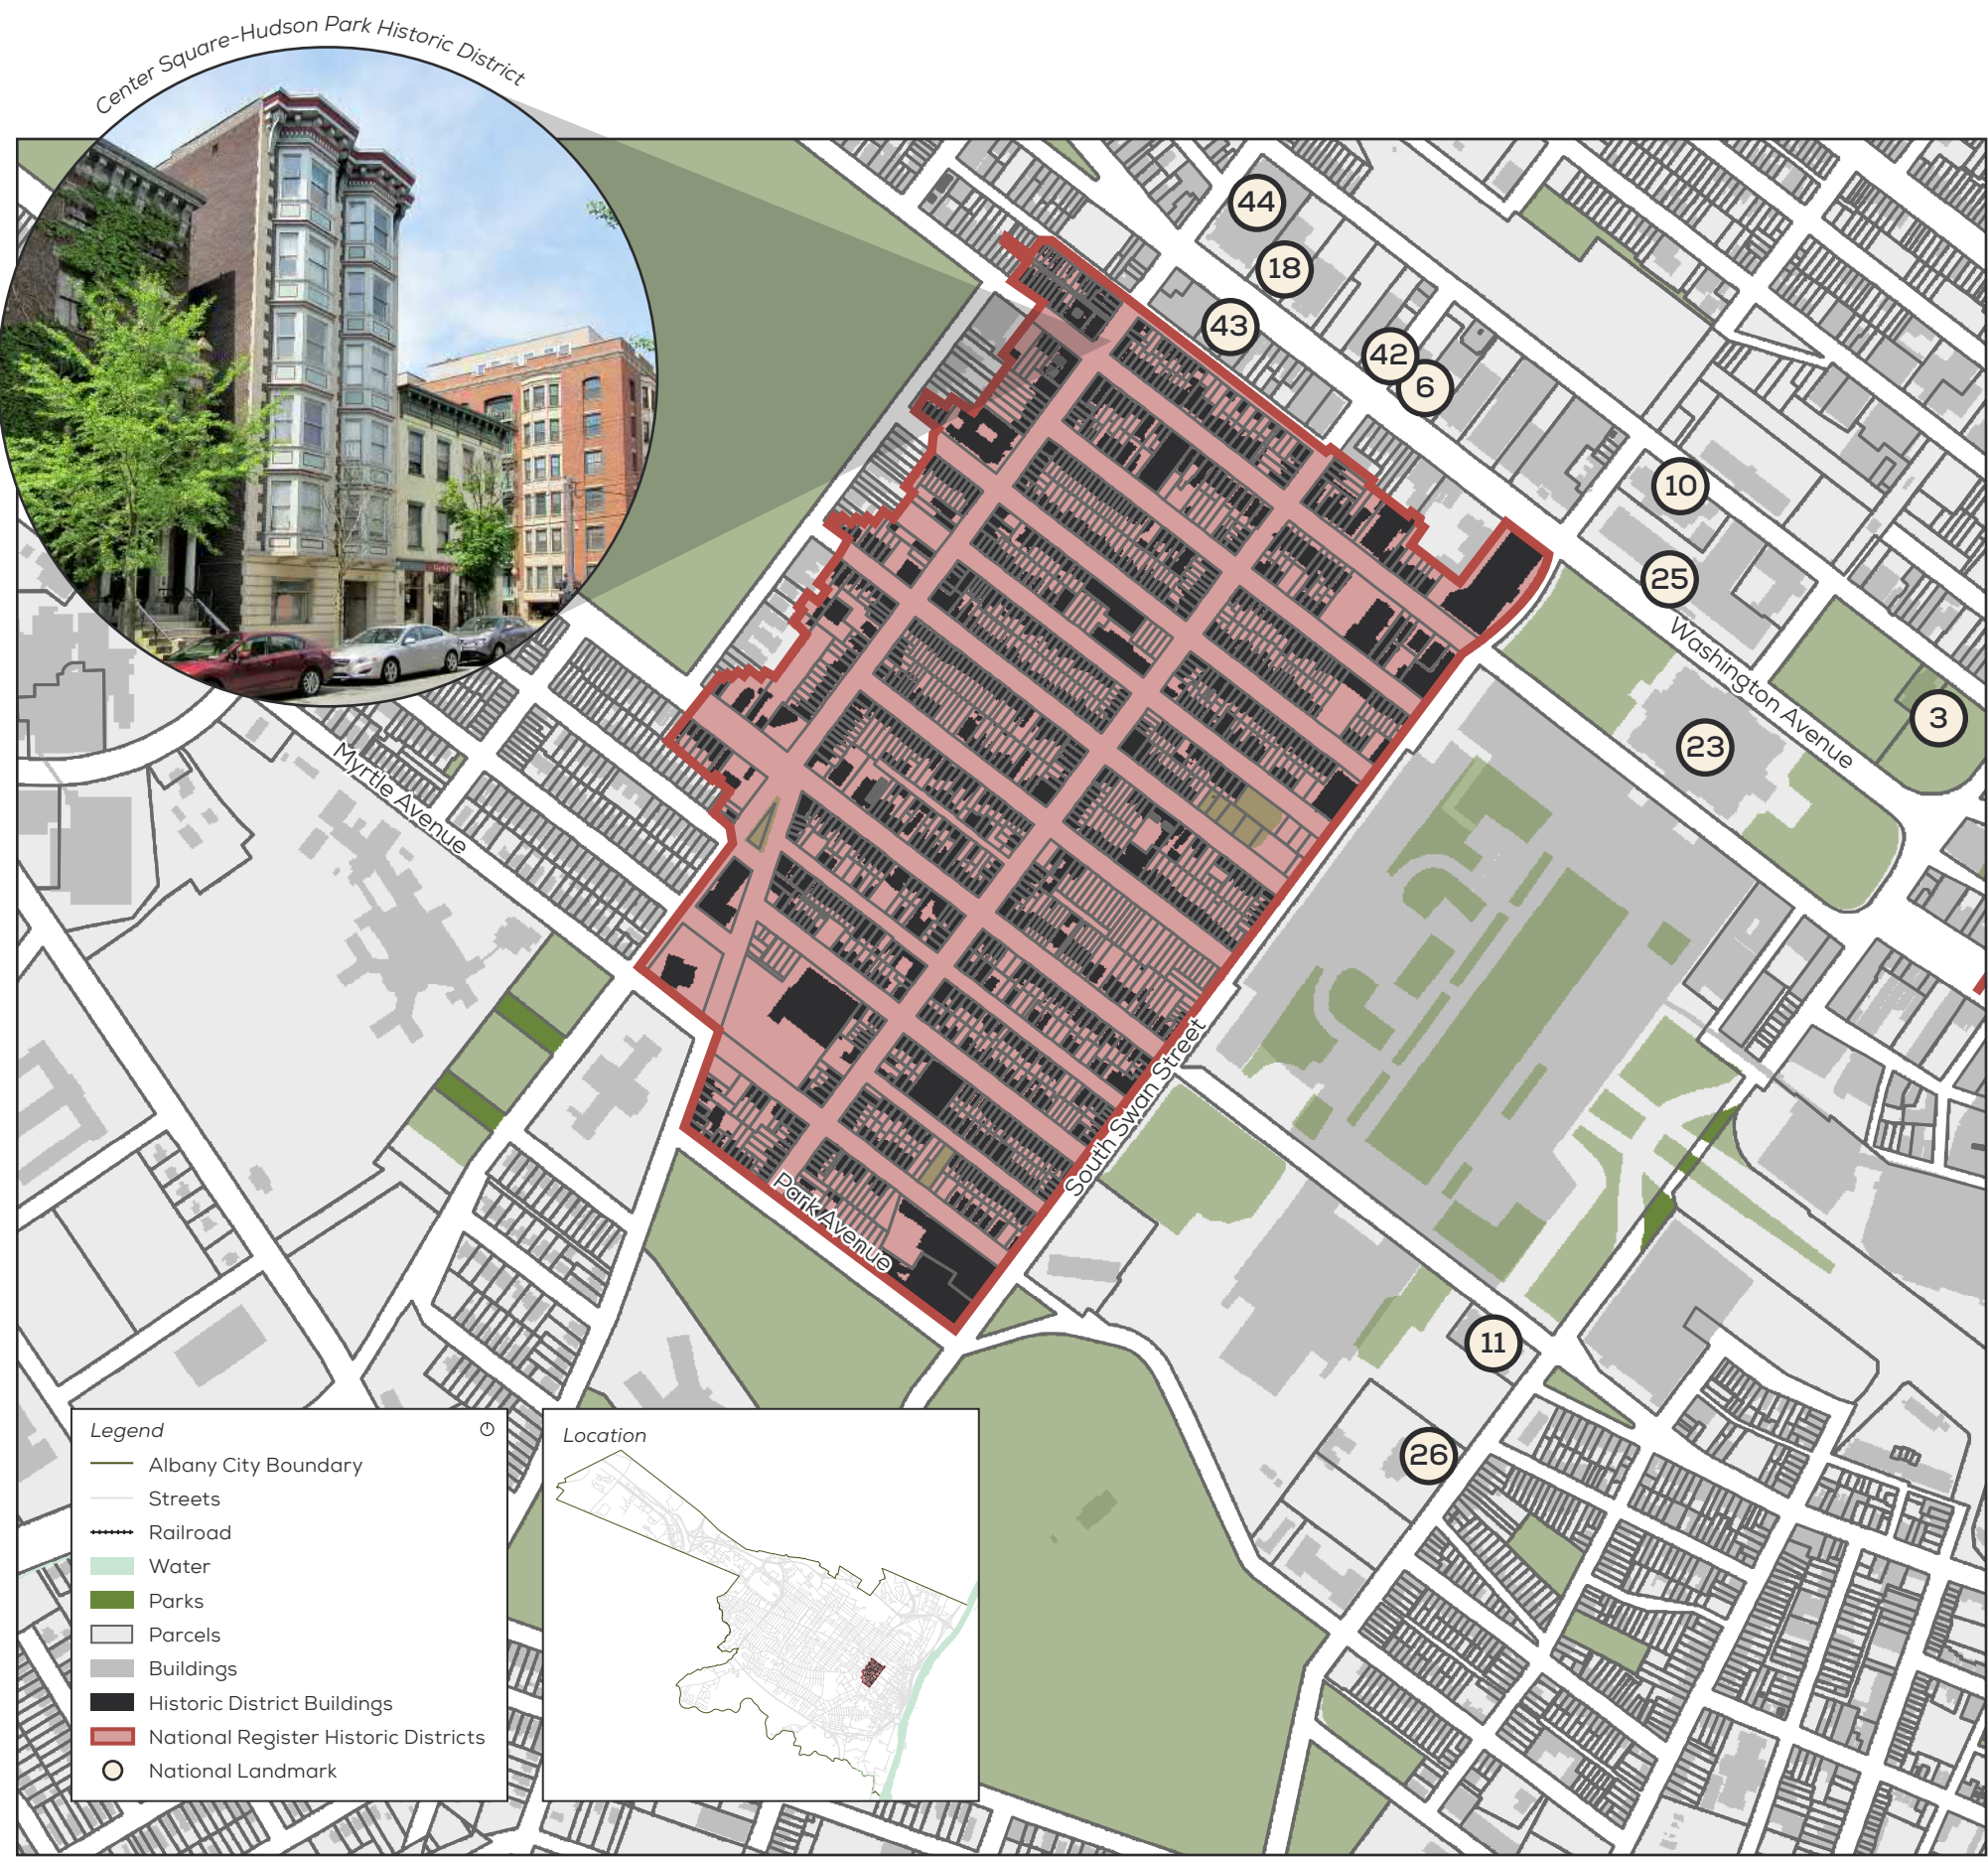 Center Square-Hudson Park Historic District
44
18
43
42
6
10
25
Washington Avenue
3
23
Myrtle Avenue
South Swan Street
Park Avenue
11
26
Legend
Albany City Boundary
Streets
Railroad
Water
Parks
Parcels
Buildings
Historic District Buildings
National Register Historic Districts
National Landmark
Location